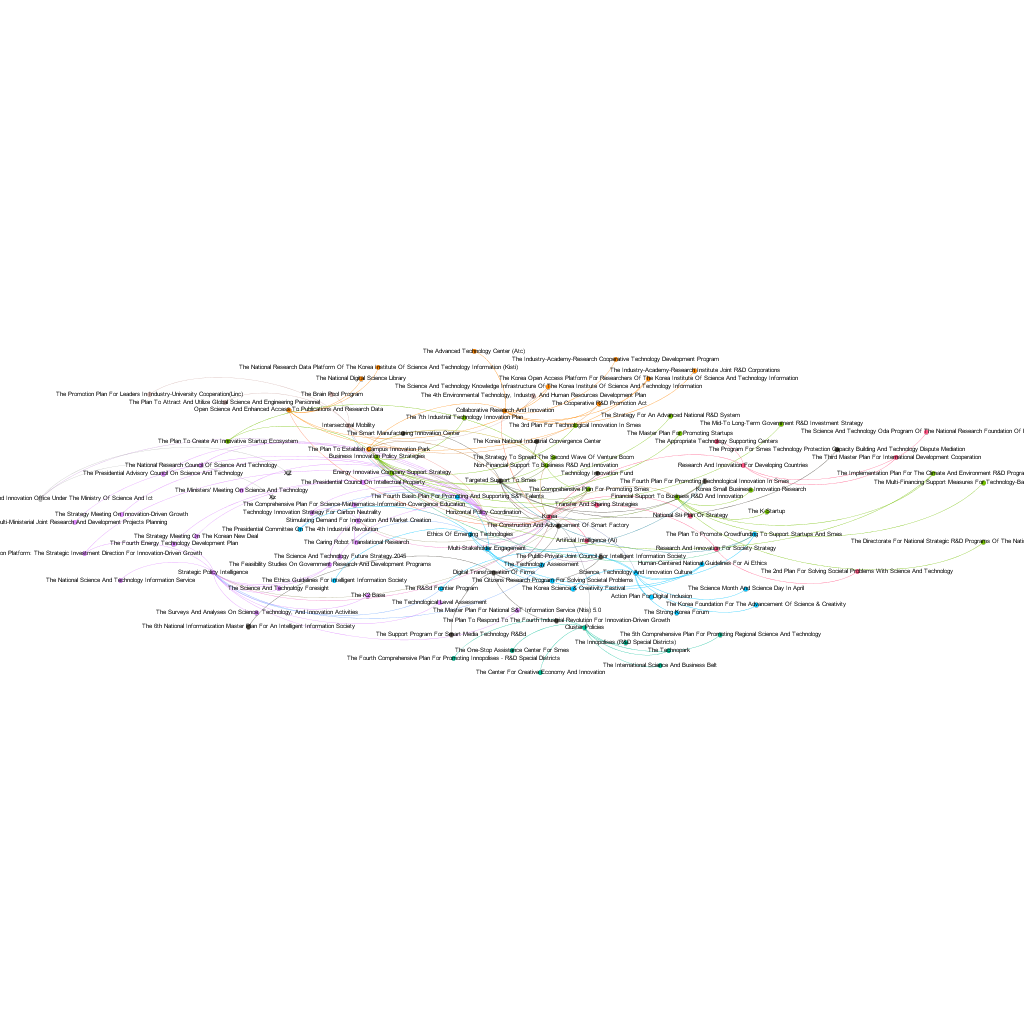 The Advanced Technology Center (Atc)
The Industry-Academy-Research Cooperative Technology Development Program
The National Research Data Platform Of The Korea Institute Of Science And Technology Information (Kisti)
The Industry-Academy-Research-Institute Joint R&D Corporations
The National Digital Science Library
The Korea Open Access Platform For Researchers Of The Korea Institute Of Science And Technology Information
The Science And Technology Knowledge Infrastructure Of The Korea Institute Of Science And Technology Information
The Promotion Plan For Leaders in Industry-University Cooperation(Linc)
The Brain Pool Program
The 4th Environmental Technology, Industry, And Human Resources Development Plan
The Plan To Attract And Utilize Global Science And Engineering Personnel
The Cooperative R&D Promotion Act
Open Science And Enhanced Access To Publications And Research Data
Collaborative Research And Innovation
The Strategy For An Advanced National R&D System
The 7th Industrial Technology Innovation Plan
The Mid-To Long-Term Government R&D Investment Strategy
Intersectoral Mobility
The 3rd Plan For Technological Innovation In Smes
The Science And Technology Oda Program Of The National Research Foundation Of
The Smart Manufacturing Innovation Center
The Master Plan For Promoting Startups
The Plan To Create An Innovative Startup Ecosystem
The Korea National Industrial Convergence Center
The Appropriate Technology Supporting Centers
The Plan To Establish Campus Innovation Park
The Program For Smes Technology Protection Capacity Building And Technology Dispute Mediation
Business Innovation Policy Strategies
The Strategy To Spread The Second Wave Of Venture Boom
The Third Master Plan For International Development Cooperation
The National Research Council Of Science And Technology
Non-Financial Support To Business R&D And Innovation
Research And Innovation For Developing Countries
The Presidential Advisory Council On Science And Technology
Energy Innovative Company Support Strategy
Technology Innovation Fund
The Implementation Plan For The Climate And Environment R&D Progra
The Presidential Council On Intellectual Property
Targeted Support To Smes
The Fourth Plan For Promoting Technological Innovation In Smes
The Multi-Financing Support Measures For Technology-Ba
The Ministers' Meeting On Science And Technology
The Comprehensive Plan For Promoting Smes
Korea Small Business Innovation Research
nd Innovation Office Under The Ministry Of Science And Ict
The Fourth Basic Plan For Promoting And Supporting S&T Talents
Financial Support To Business R&D And Innovation
The Comprehensive Plan For Science-Mathematics-Informatics Convergence Education
Transfer And Sharing Strategies
Technology Innovation Strategy For Carbon Neutrality
Horizontal Policy Coordination
The K-Startup
The Strategy Meeting On Innovation-Driven Growth
Korea
National Sti Plan Or Strategy
Stimulating Demand For Innovation And Market Creation
ulti-Ministerial Joint Research And Development Projects Planning
The Construction And Advancement Of Smart Factory
The Presidential Committee On The 4th Industrial Revolution
The Strategy Meeting On The Korean New Deal
Ethics Of Emerging Technologies
The Plan To Promote Crowdfunding To Support Startups And Smes
The Fourth Energy Technology Development Plan
The Caring Robot Translational Research
Artificial Intelligence (Ai)
The Directorate For National Strategic R&D Programs Of The Natio
Multi-Stakeholder Engagement
Research And Innovation For Society Strategy
on Platform: The Strategic Investment Direction For Innovation-Driven Growth
The Science And Technology Future Strategy 2045
The Public-Private Joint Council For Intelligent Information Society
The Feasibility Studies On Government Research And Development Programs
The Technology Assessment
Human-Centered National Guidelines For Ai Ethics
Strategic Policy Intelligence
Digital Transformation Of Firms
Science, Technology And Innovation Culture
The 2nd Plan For Solving Societal Problems With Science And Technology
The National Science And Technology Information Service
The Ethics Guidelines For Intelligent Information Society
The Citizens Research Program For Solving Societal Problems
The Science And Technology Foresight
The R&Sd Frontier Program
The Korea Science & Creativity Festival
The Science Month And Science Day In April
The K2 Base
Action Plan For Digital Inclusion
The Technological Level Assessment
The Korea Foundation For The Advancement Of Science & Creativity
The Surveys And Analyses On Science, Technology, And Innovation Activities
The Master Plan For National S&T Information Service (Ntis) 5.0
The Strong Korea Forum
The Plan To Respond To The Fourth Industrial Revolution For Innovation-Driven Growth
The 6th National Informatization Master Plan For An Intelligent Information Society
Cluster Policies
The Support Program For Smart Media Technology R&Bd
The 5th Comprehensive Plan For Promoting Regional Science And Technology
The Innopolises (R&D Special Districts)
The One-Stop Assistance Center For Smes
The Technopark
The Fourth Comprehensive Plan For Promoting Innopolises - R&D Special Districts
The International Science And Business Belt
The Center For Creative Economy And Innovation